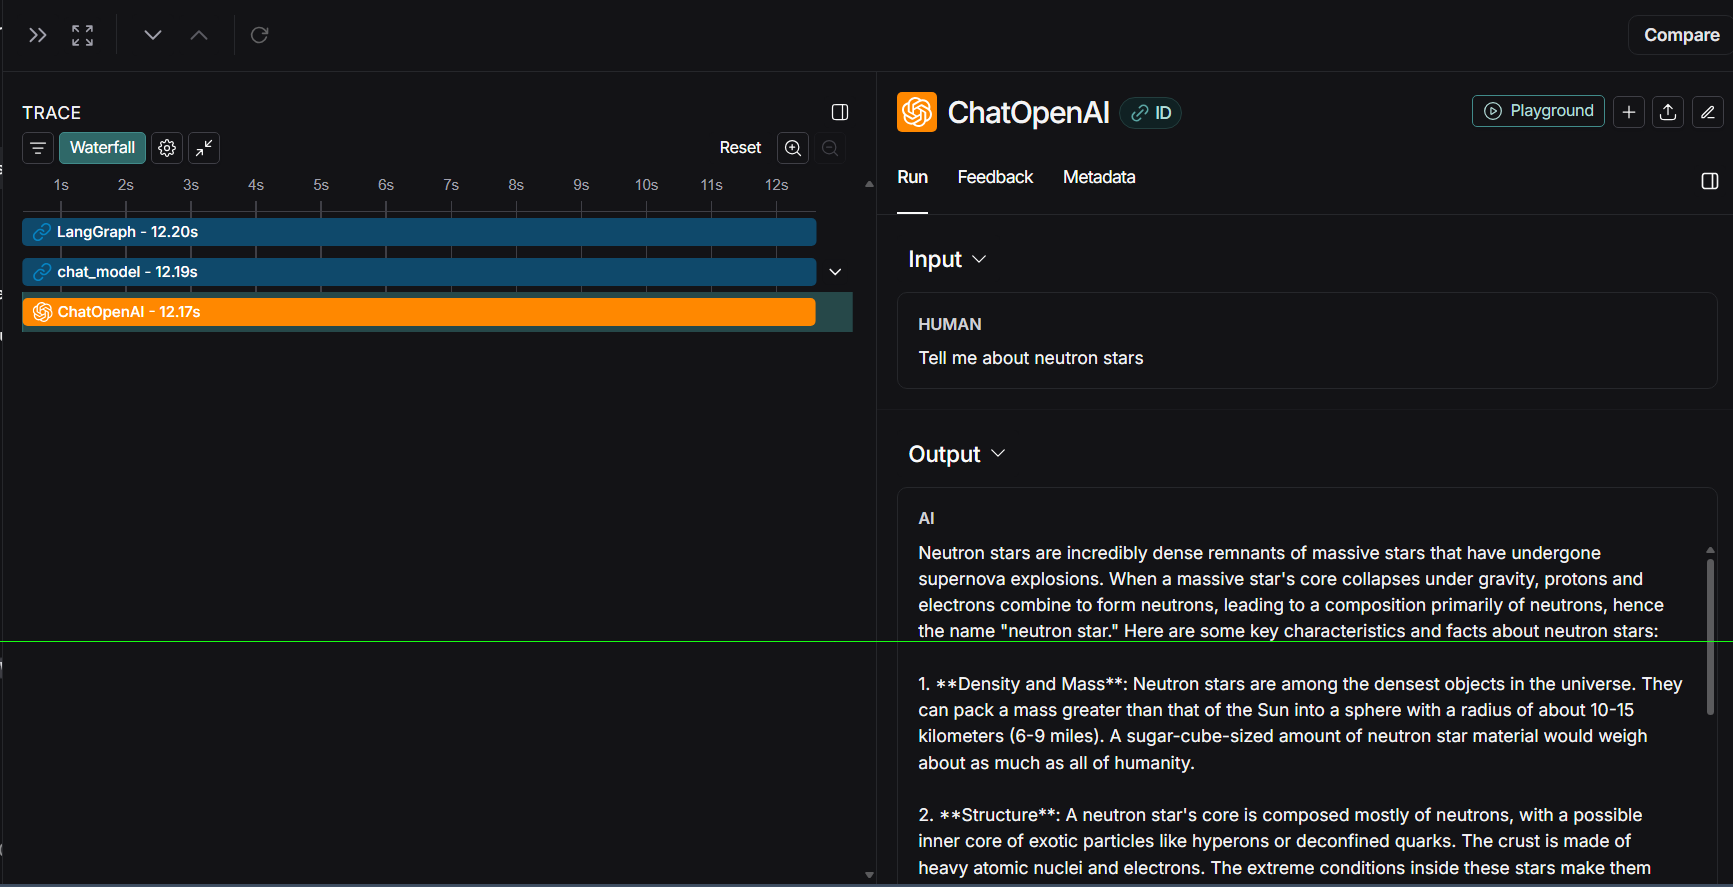 Compare
TRACE
Waterfall
Reset
1s 2s 3s 4s 5s 6s 7s 8s 9s 10s 11s 12s
LangGraph - 12.20s
chat_model - 12.19s
ChatOpenAI - 12.17s
ChatOpenAI ID
Playground
Run Feedback Metadata
Input
HUMAN
Tell me about neutron stars
Output
AI
Neutron stars are incredibly dense remnants of massive stars that have undergone
supernova explosions. When a massive star's core collapses under gravity, protons and
electrons combine to form neutrons, leading to a composition primarily of neutrons, hence
the name "neutron star." Here are some key characteristics and facts about neutron stars:
1. **Density and Mass**: Neutron stars are among the densest objects in the universe. They
can pack a mass greater than that of the Sun into a sphere with a radius of about 10-15
kilometers (6-9 miles). A sugar-cube-sized amount of neutron star material would weigh
about as much as all of humanity.
2. **Structure**: A neutron star's core is composed mostly of neutrons, with a possible
inner core of exotic particles like hyperons or deconfined quarks. The crust is made of
heavy atomic nuclei and electrons. The extreme conditions inside these stars make them